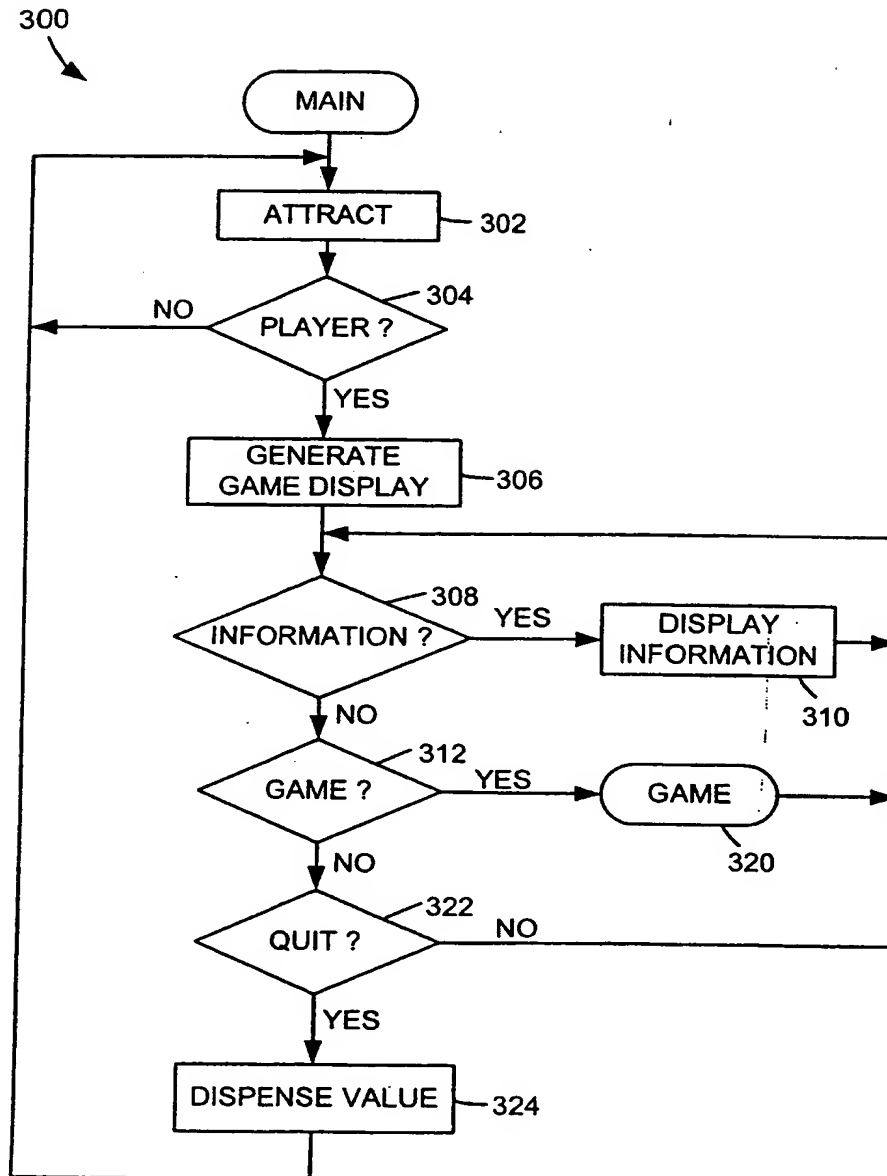 300
MAIN
ATTRACT
302
304
NO
PLAYER ?
YES
GENERATE
GAME DISPLAY
306
308
INFORMATION ?
YES
DISPLAY
INFORMATION
310
NO
312
GAME ?
YES
GAME
320
NO
322
QUIT ?
NO
YES
DISPENSE VALUE
324